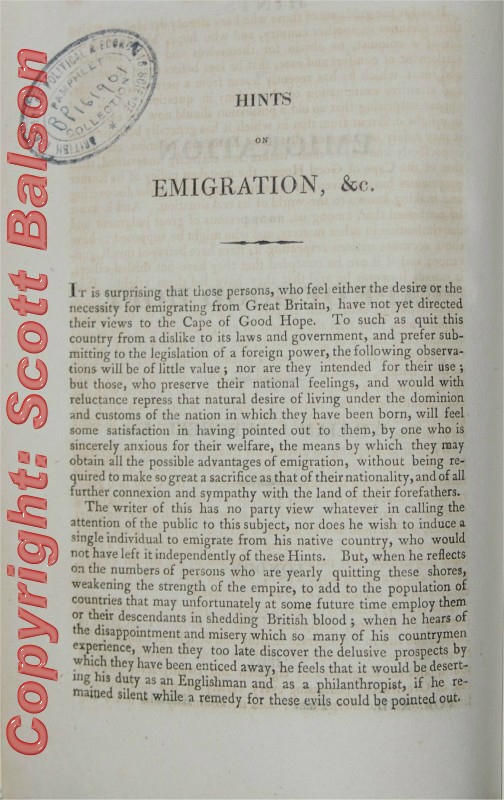 Copyright: Scott Balson
POLITICAL & ECONOMIC SCIENCE
PAMPHLET
BP161901
COLLECTION
BRITISH
HINTS
ON
EMIGRATION, &c.
IT is surprising that those persons, who feel either the desire or the
necessity for emigrating from Great Britain, have not yet directed
their views to the Cape of Good Hope. To such as quit this
country from a dislike to its laws and government, and prefer sub-
mitting to the legislation of a foreign power, the following observa-
tions will be of little value; nor are they intended for their use;
but those, who preserve their national feelings, and would with
reluctance repress that natural desire of living under the dominion
and customs of the nation in which they have been born, will feel
some satisfaction in having pointed out to them, by one who is
sincerely anxious for their welfare, the means by which they may
obtain all the possible advantages of emigration, without being re-
quired to make so great a sacrifice as that of their nationality, and of all
further connexion and sympathy with the land of their forefathers.
The writer of this has no party view whatever in calling the
attention of the public to this subject, nor does he wish to induce a
single individual to emigrate from his native country, who would
not have left it independently of these Hints. But, when he reflects
on the numbers of persons who are yearly quitting these shores,
weakening the strength of the empire, to add to the population of
countries that may unfortunately at some future time employ them
or their descendants in shedding British blood; when he hears of
the disappointment and misery which so many of his countrymen
experience, when they too late discover the delusive prospects by
which they have been enticed away, he feels that it would be desert-
ing his duty as an Englishman and as a philanthropist, if he re-
mained silent while a remedy for these evils could be pointed out.